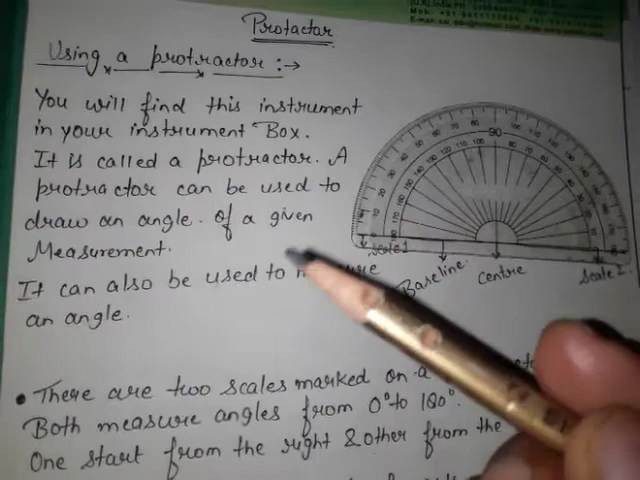 Protactor
Using a protractor :→
You will find this instrument
in your instrument Box.
It is called a protractor. A
protractor can be used to
draw an angle. Of a given
Measurement.
It can also be used to
an angle.
90
Scale1
Baseline.
Centre
Scale 2.
• There are two scales marked on a
Both measure angles from 0° to 180°.
One start from the right & other from the